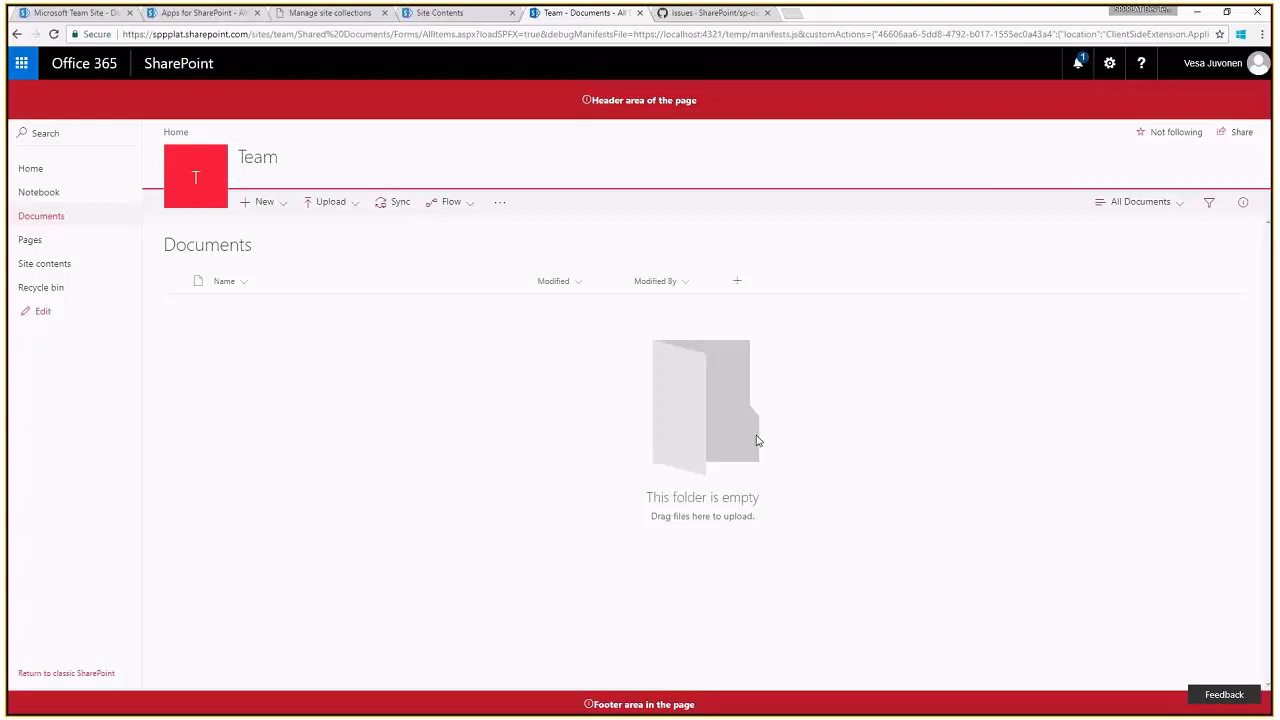 Microsoft Team Site - Do
Apps for SharePoint - Al
Manage site collections
Site Contents
Team - Documents - All
Issues · SharePoint/sp-de
Secure
https://sppplat.sharepoint.com/sites/team/Shared%20Documents/Forms/AllItems.aspx?loadSPFX=true&debugManifestsFile=https://localhost:4321/temp/manifests.js&customActions={"46606aa6-5dd8-4792-b017-1555ec0a43a4":{"location":"ClientSideExtension.Appli
Office 365
SharePoint
1
?
Vesa Juvonen
Header area of the page
Search
Home
Not following
Share
Team
T
Home
Notebook
Documents
Pages
Site contents
Recycle bin
Edit
New
Upload
Sync
Flow
All Documents
Documents
Name
Modified
Modified By
This folder is empty
Drag files here to upload.
Return to classic SharePoint
Feedback
Footer area in the page